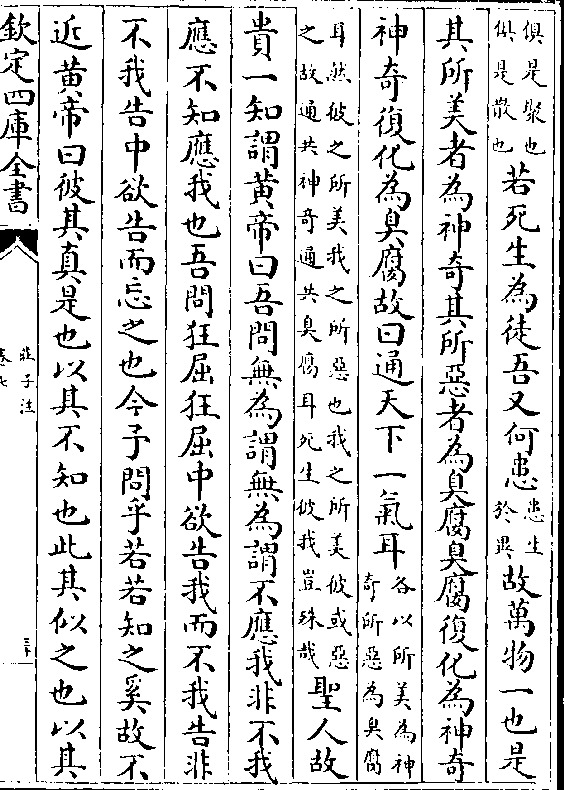 俱是聚也
俱是散也
若死生為徒吾又何患
患生
於異
故萬物一也是
其所美者為神奇其所惡者為臭腐臭腐復化為神奇
神奇復化為臭腐故曰通天下一氣耳
各以所美為神
奇所惡為臭腐
耳然彼之所美我之所惡也我之所美彼或惡
之故通共神奇通共臭腐耳死生彼我豈殊哉
聖人故
貴一知謂黃帝曰吾問無為謂無為謂不應我非不我
應不知應我也吾問狂屈狂屈中欲告我而不我告非
不我告中欲告而忘之也今予問乎若若知之奚故不
近黃帝曰彼其真是也以其不知也此其似之也以其
欽定四庫全書
莊子注
卷七